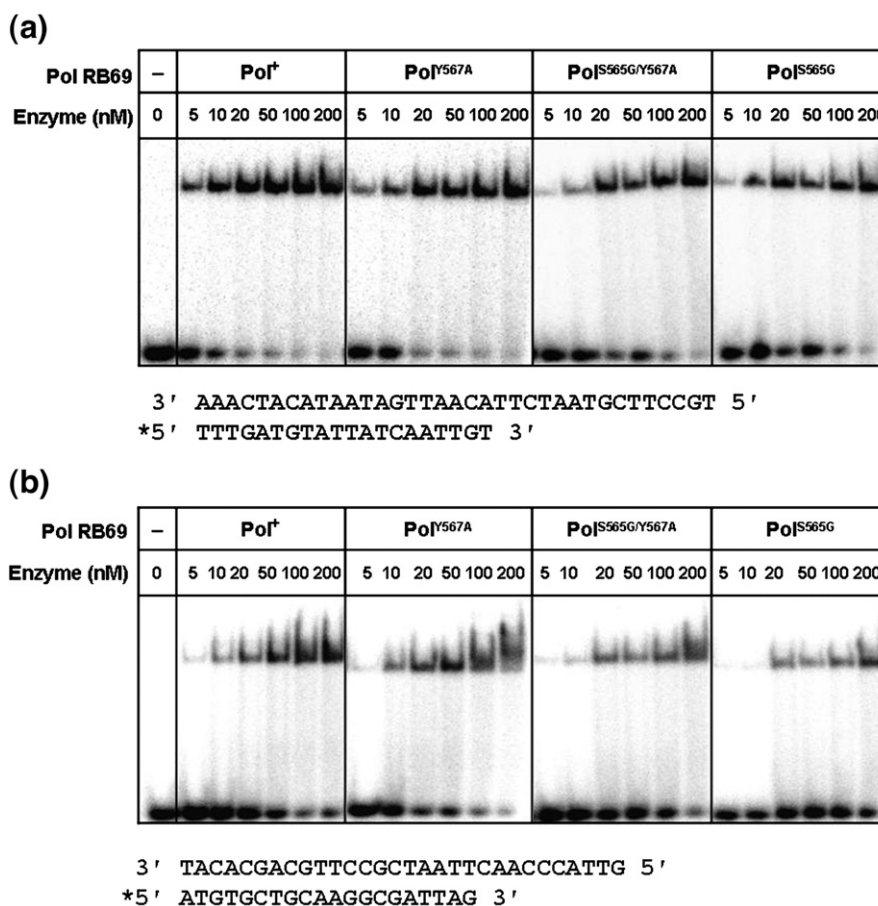 (a)
Pol RB69 – Pol⁺ Polʸ⁵⁶⁷ᴬ Polˢ⁵⁶⁵ᴳ/ʸ⁵⁶⁷ᴬ Polˢ⁵⁶⁵ᴳ
Enzyme (nM) 0 5 10 20 50 100 200 5 10 20 50 100 200 5 10 20 50 100 200 5 10 20 50 100 200
3′ AAACTACATAATAGTTAACATTCTAATGCTTCCGT 5′
*5′ TTTGATGTATTATCAATTGT 3′
(b)
Pol RB69 – Pol⁺ Polʸ⁵⁶⁷ᴬ Polˢ⁵⁶⁵ᴳ/ʸ⁵⁶⁷ᴬ Polˢ⁵⁶⁵ᴳ
Enzyme (nM) 0 5 10 20 50 100 200 5 10 20 50 100 200 5 10 20 50 100 200 5 10 20 50 100 200
3′ TACACGACGTTCCGCTAATTCAACCCATTG 5′
*5′ ATGTGCTGCAAGGCGATTAG 3′